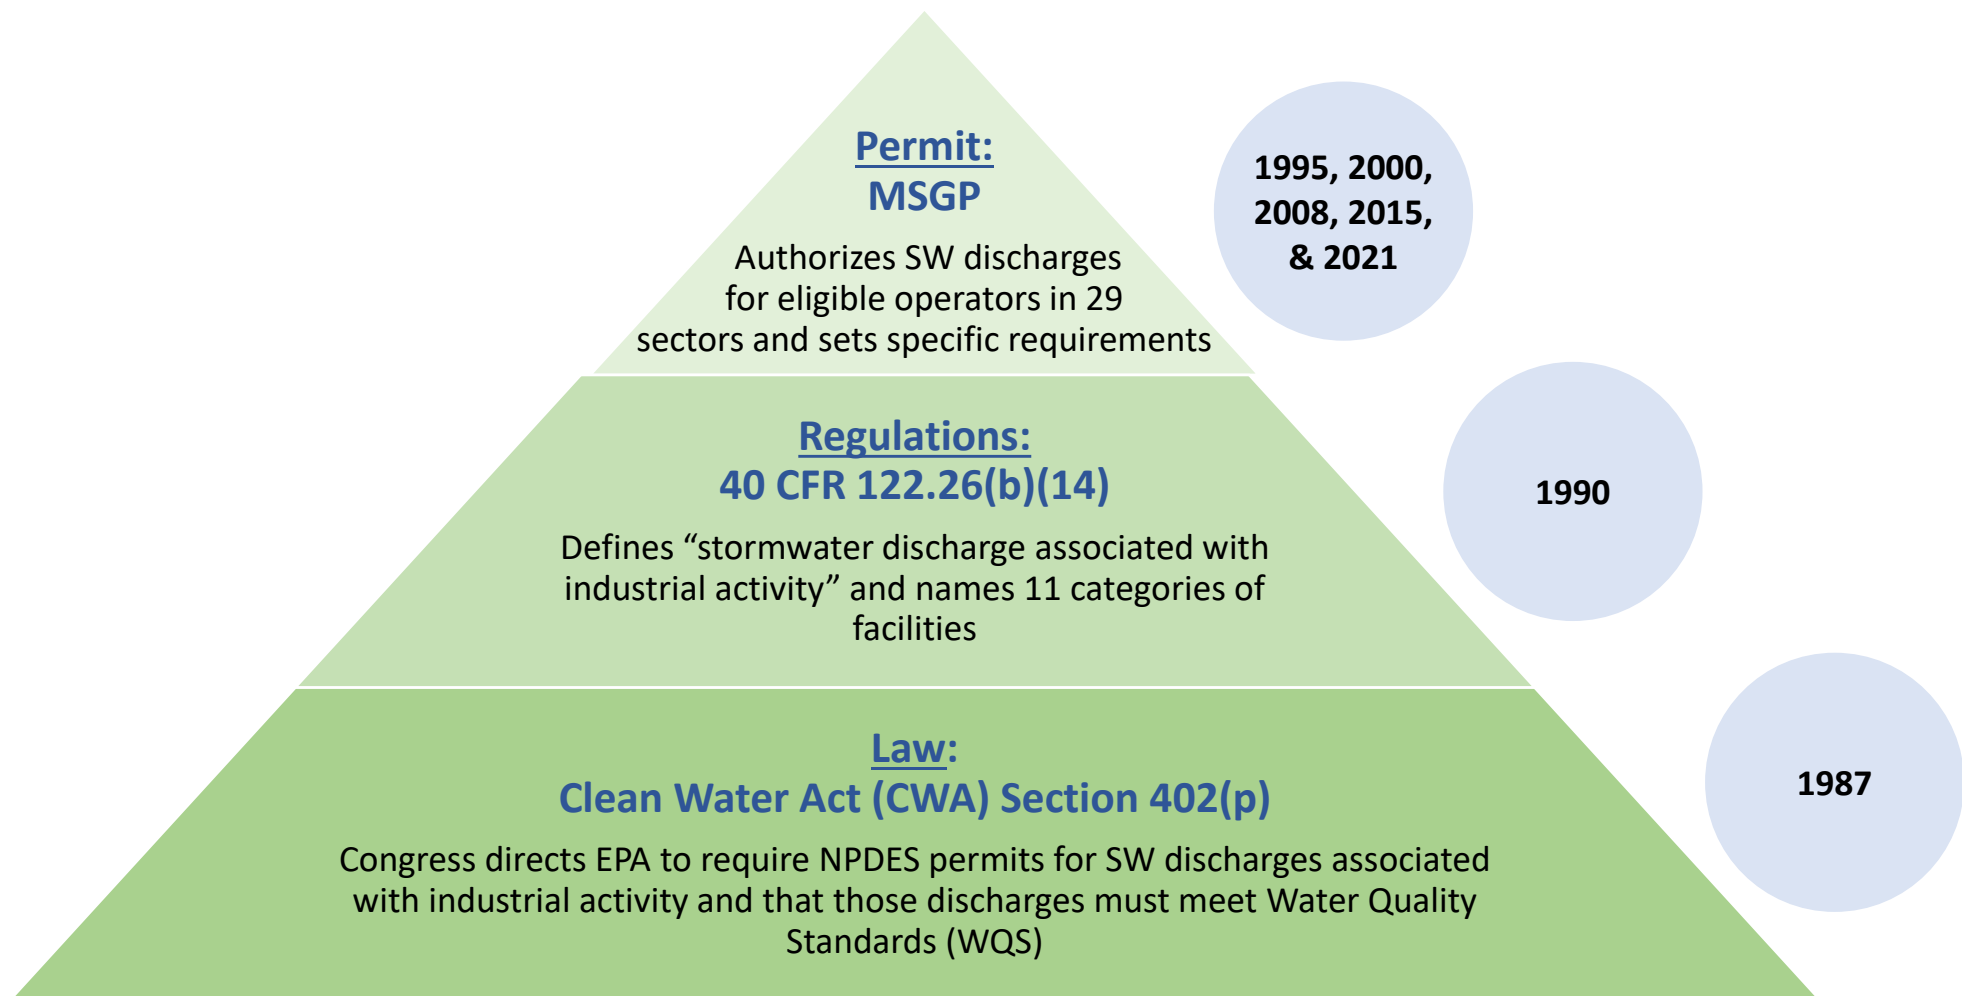 Permit:
MSGP
Authorizes SW discharges
for eligible operators in 29
sectors and sets specific requirements
1995, 2000,
2008, 2015,
& 2021
Regulations:
40 CFR 122.26(b)(14)
Defines “stormwater discharge associated with
industrial activity” and names 11 categories of
facilities
1990
Law:
Clean Water Act (CWA) Section 402(p)
Congress directs EPA to require NPDES permits for SW discharges associated
with industrial activity and that those discharges must meet Water Quality
Standards (WQS)
1987